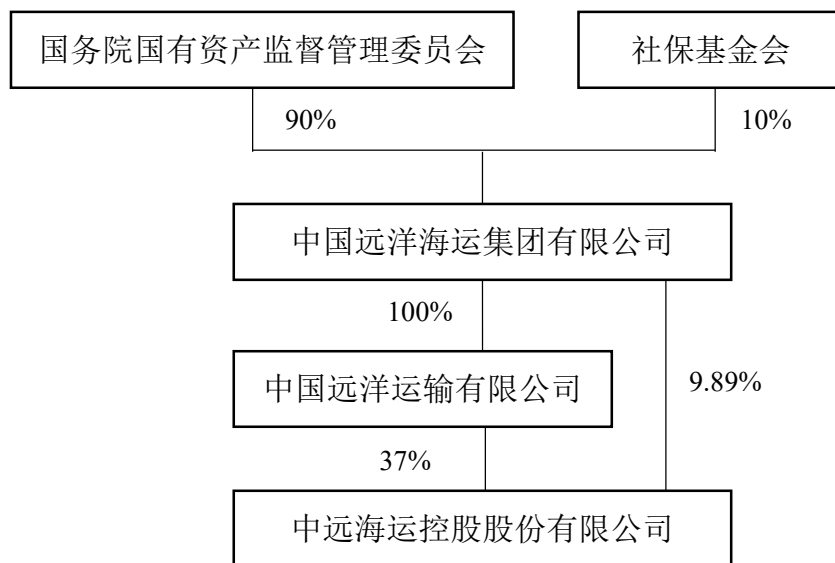 国务院国有资产监督管理委员会
社保基金会
90%
10%
中国远洋海运集团有限公司
100%
中国远洋运输有限公司
9.89%
37%
中远海运控股股份有限公司